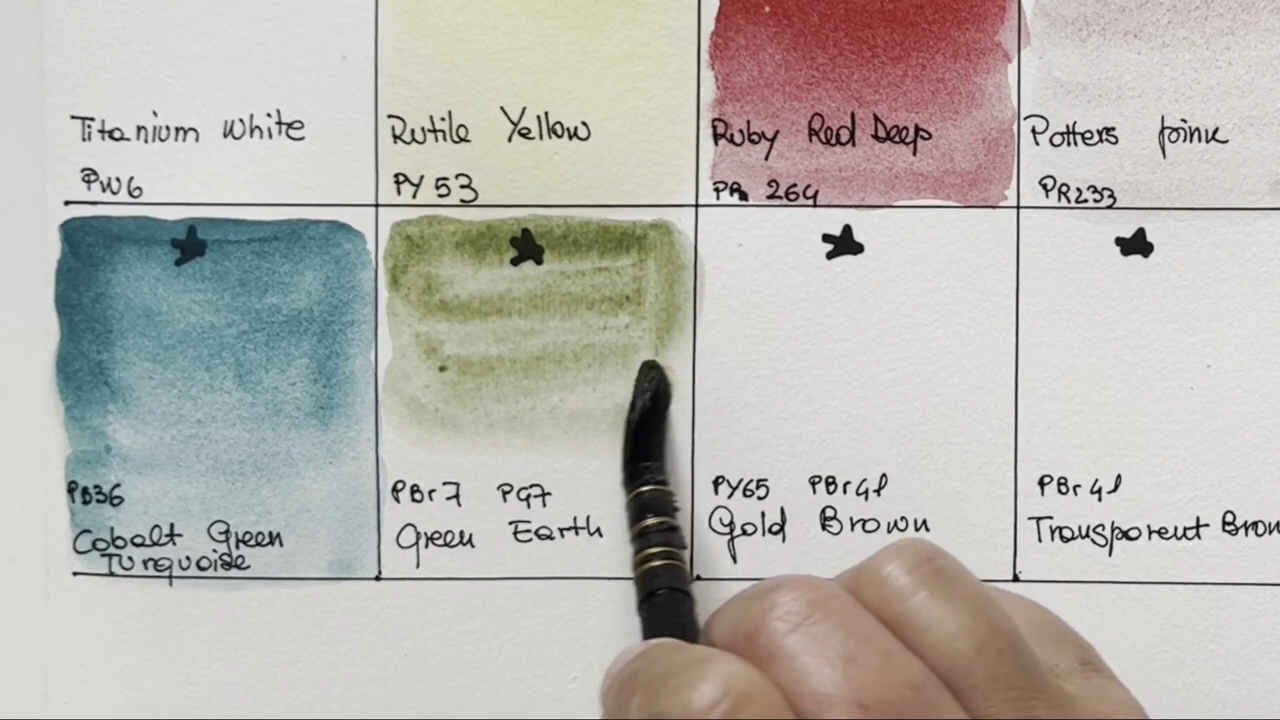 Titanium White
PW6
Rutile Yellow
PY 53
Ruby Red Deep
PR 264
Potters pink
PR233
PB36
Cobalt Green
Turquoise
PBr7 PG7
Green Earth
PY65 PBr41
Gold Brown
PBr41
Transparent Brow